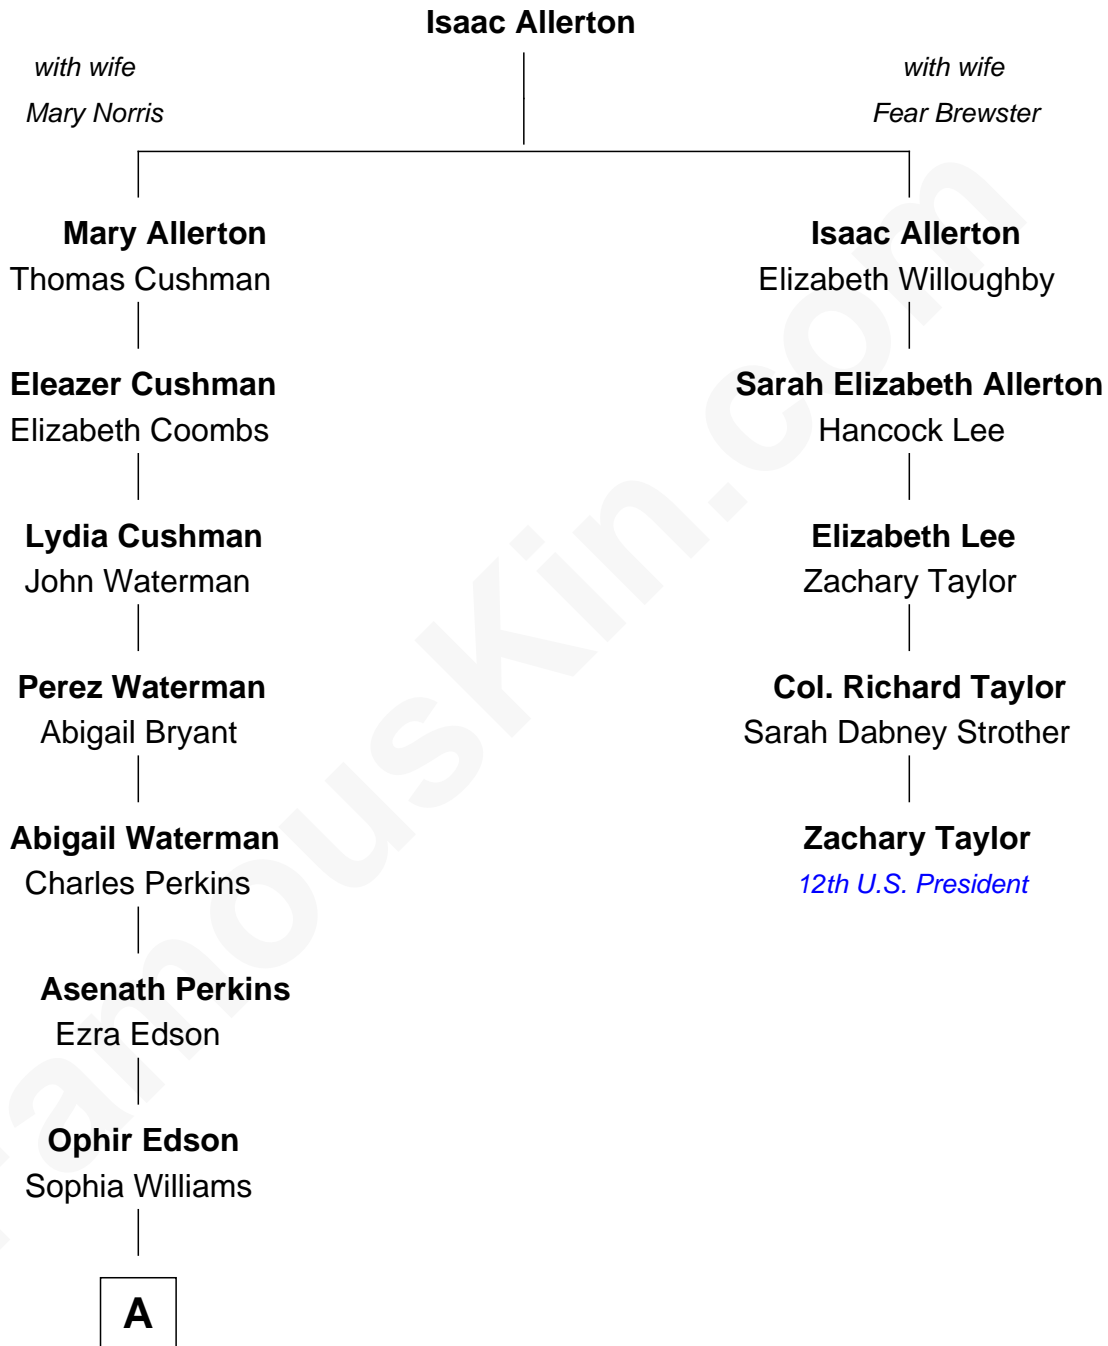 Isaac Allerton
with wife
Mary Norris
with wife
Fear Brewster
Mary Allerton
Thomas Cushman
Isaac Allerton
Elizabeth Willoughby
Eleazer Cushman
Elizabeth Coombs
Sarah Elizabeth Allerton
Hancock Lee
Lydia Cushman
John Waterman
Elizabeth Lee
Zachary Taylor
Perez Waterman
Abigail Bryant
Col. Richard Taylor
Sarah Dabney Strother
Abigail Waterman
Charles Perkins
Zachary Taylor
12th U.S. President
Asenath Perkins
Ezra Edson
Ophir Edson
Sophia Williams
A
FamousKin.com